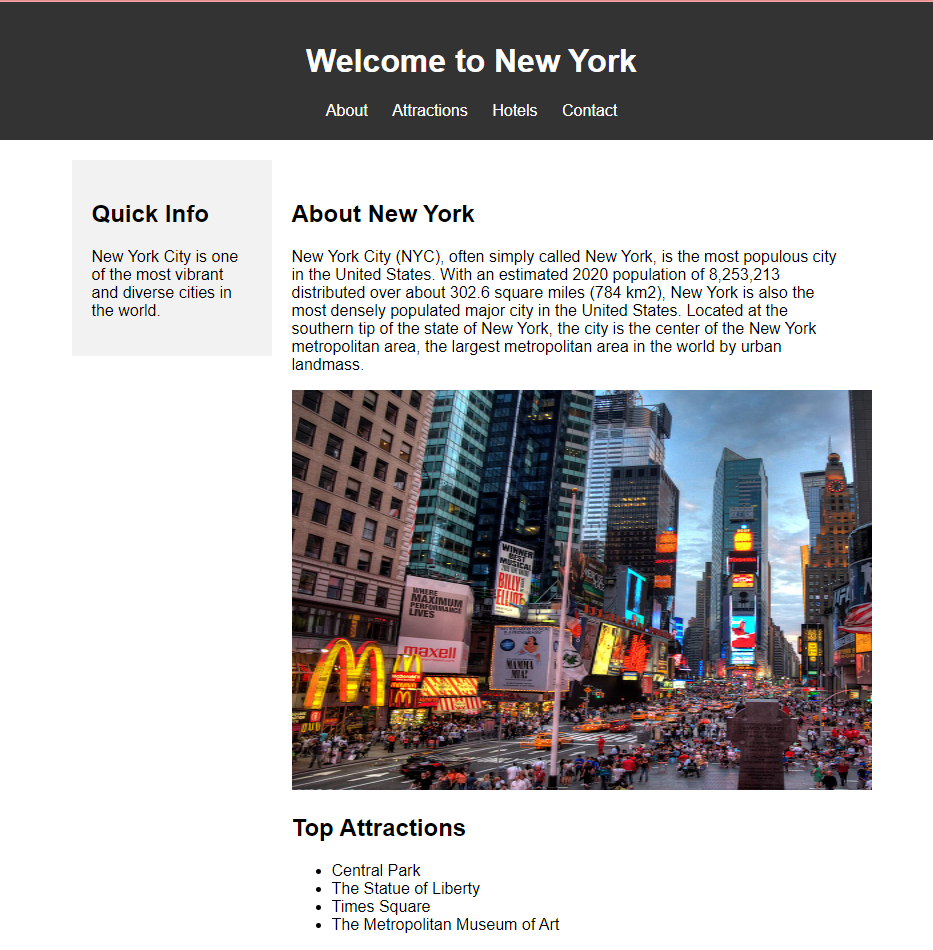 Welcome to New York
About Attractions Hotels Contact
Quick Info
New York City is one
of the most vibrant
and diverse cities in
the world.
About New York
New York City (NYC), often simply called New York, is the most populous city
in the United States. With an estimated 2020 population of 8,253,213
distributed over about 302.6 square miles (784 km2), New York is also the
most densely populated major city in the United States. Located at the
southern tip of the state of New York, the city is the center of the New York
metropolitan area, the largest metropolitan area in the world by urban
landmass.
WINNER
BEST
MUSICAL
BILLY
ELLIOT
WHERE
MAXIMUM
PERFORMANCE
LIVES
maxell
MAMMA
MIA!
McDonald's
Top Attractions
Central Park
The Statue of Liberty
Times Square
The Metropolitan Museum of Art